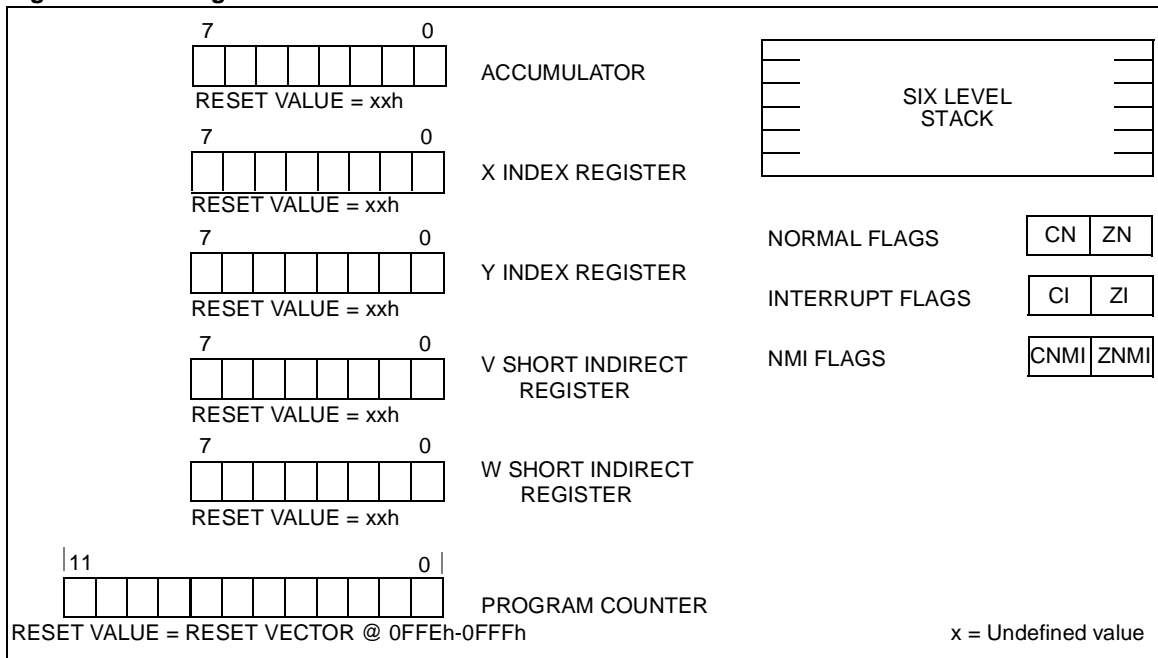 7 0
ACCUMULATOR
RESET VALUE = xxh
7 0
X INDEX REGISTER
RESET VALUE = xxh
7 0
Y INDEX REGISTER
RESET VALUE = xxh
7 0
V SHORT INDIRECT
REGISTER
RESET VALUE = xxh
7 0
W SHORT INDIRECT
REGISTER
RESET VALUE = xxh
11 0
PROGRAM COUNTER
RESET VALUE = RESET VECTOR @ 0FFEh-0FFFh
SIX LEVEL
STACK
NORMAL FLAGS CN ZN
INTERRUPT FLAGS CI ZI
NMI FLAGS CNMI ZNMI
x = Undefined value